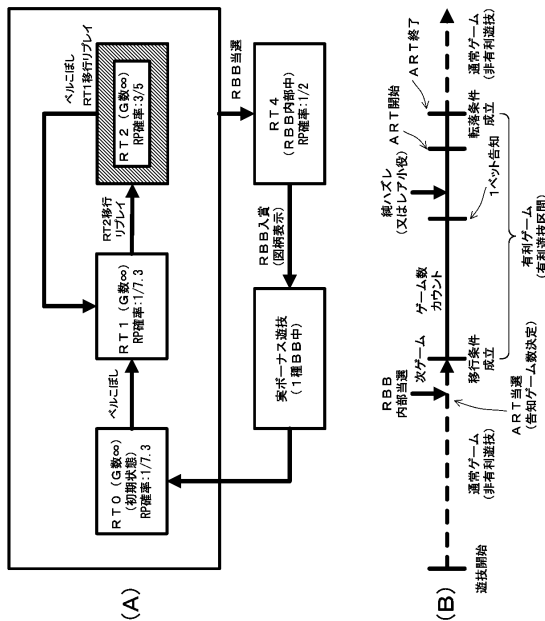 (A)
RT0（G数∞）
(初期状態)
RP確率:1/7.3
ベルこぼし
RT1（G数∞）
RP確率:1/7.3
RT2移行
リプレイ
RT2（G数∞）
RP確率:3/5
ベルこぼし
RT1移行リプレイ
RBB当選
RT4
(RBB内部中)
RP確率:1/2
RBB入賞
(図柄表示)
実ボーナス遊技
(1種BB中)
(B)
遊技開始
通常ゲーム
(非有利遊技)
RBB
内部当選
次ゲーム
ART当選
(告知ゲーム数決定)
移行条件
成立
ゲーム数
カウント
有利ゲーム
(有利遊技区間)
純ハズレ
(又はレア小役)
1ベット告知
ART開始
転落条件
成立
ART終了
通常ゲーム
(非有利遊技)